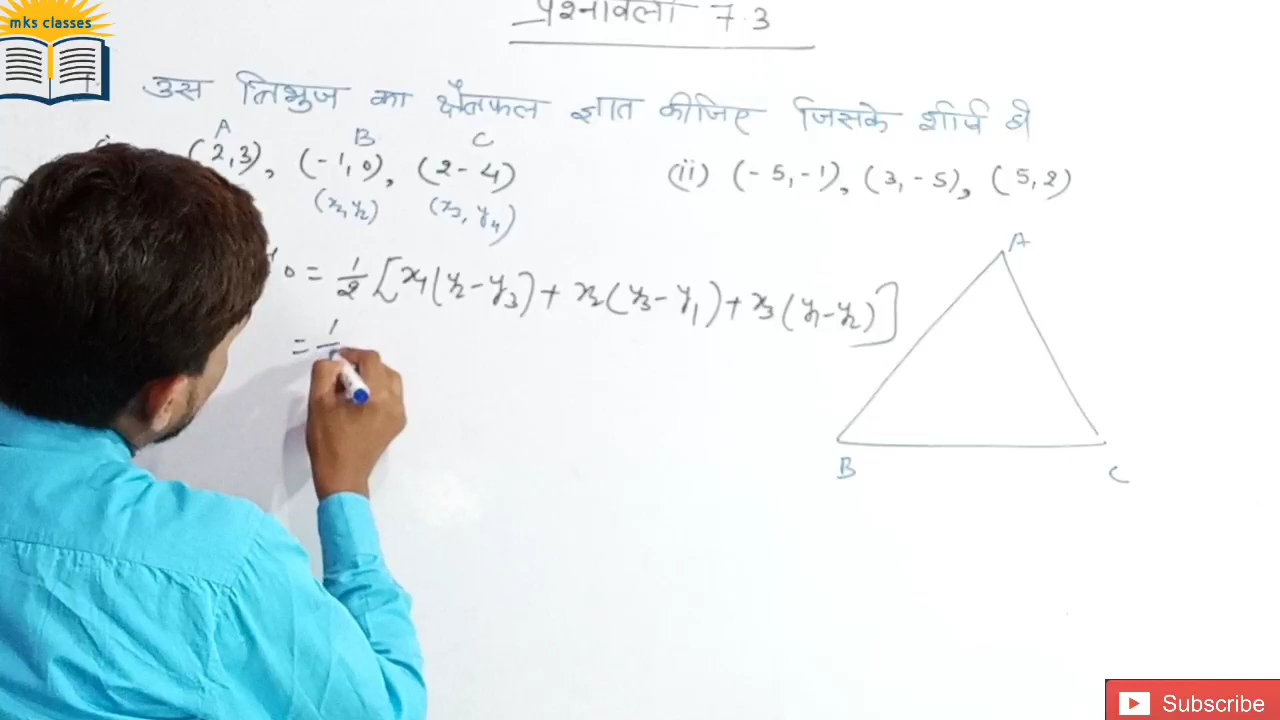 mks classes
प्रश्नावली 7.3
1. उस त्रिभुज का क्षेत्रफल ज्ञात कीजिए जिसके शीर्ष है
A B C
(2,3), (-1,0), (2-4) (ii) (-5,-1), (3,-5), (5,2)
(x₂,y₂) (x₃,y₄)
= 1/2 [x₁(y₂-y₃)+x₂(y₃-y₁)+x₃(y₁-y₂)]
= 1/
A
B C
Subscribe